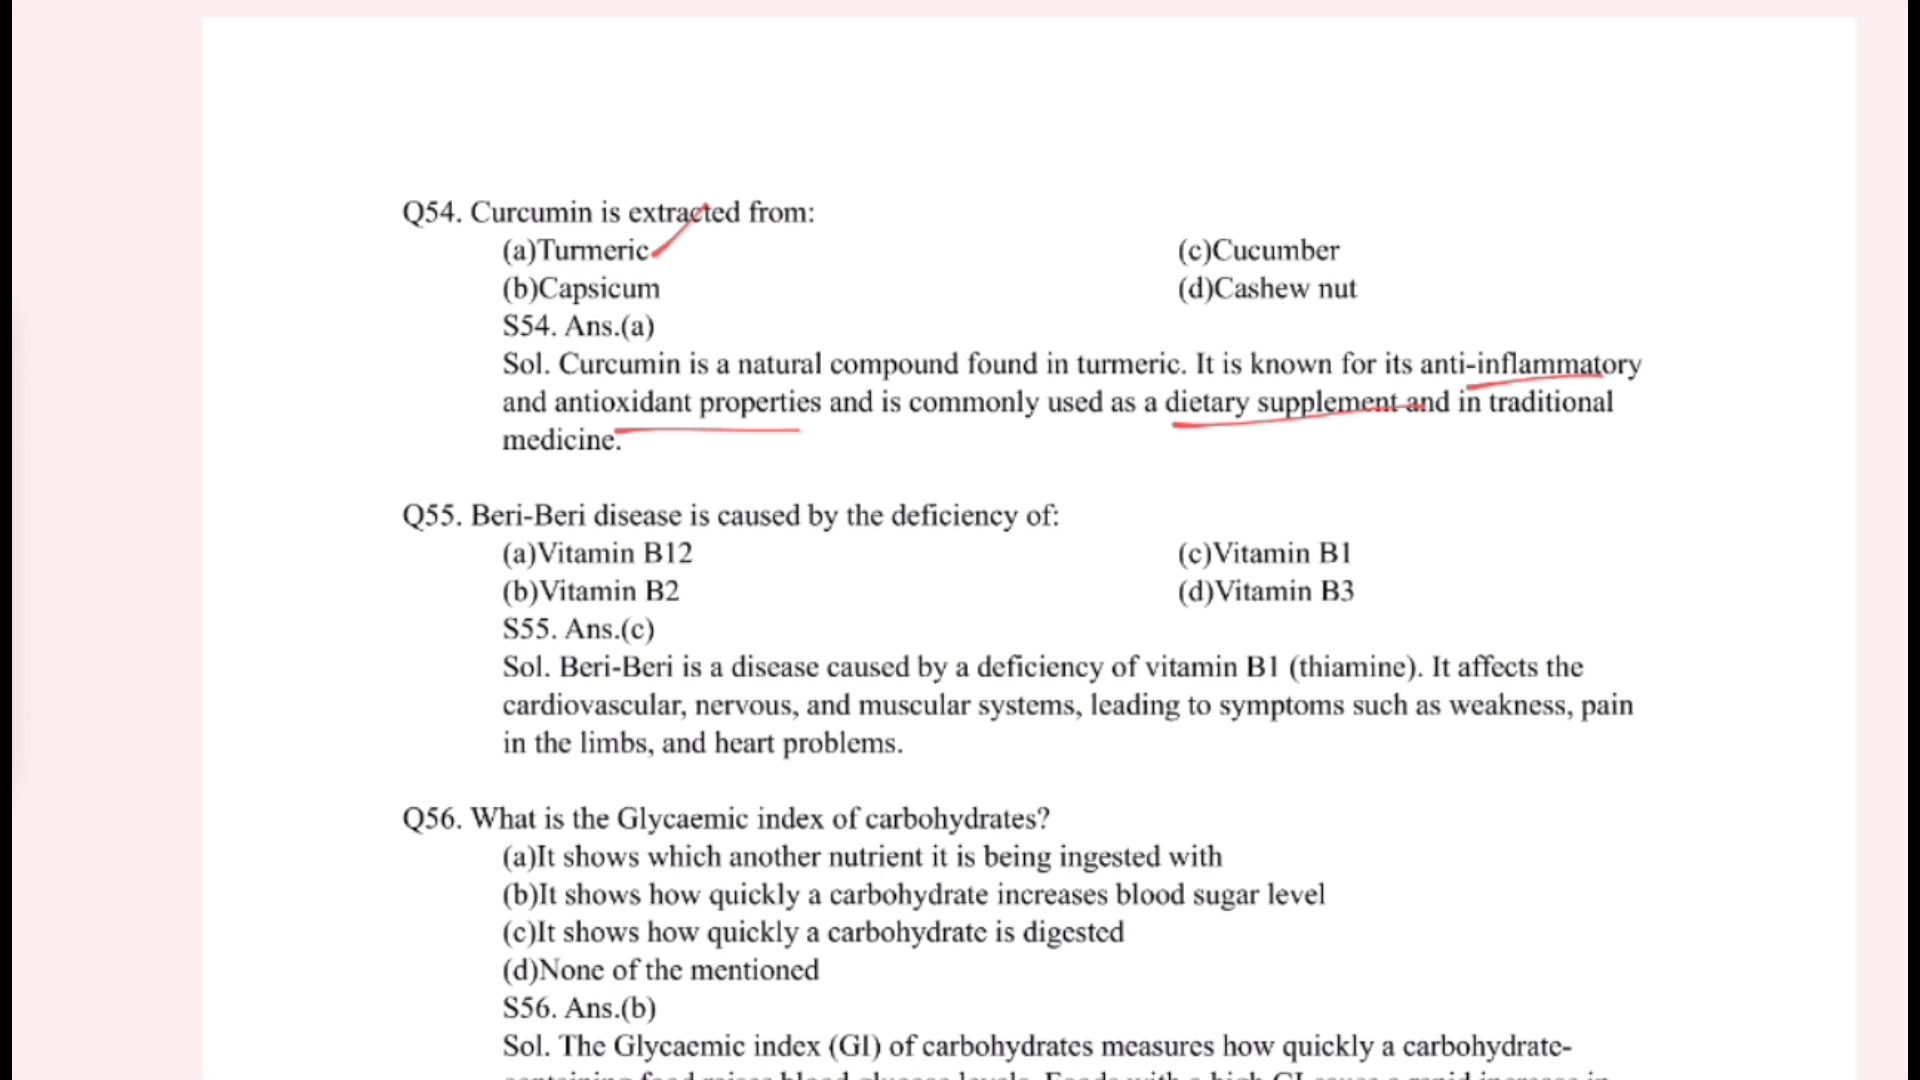 Q54. Curcumin is extracted from:
(a)Turmeric
(c)Cucumber
(b)Capsicum
(d)Cashew nut
S54. Ans.(a)
Sol. Curcumin is a natural compound found in turmeric. It is known for its anti-inflammatory
and antioxidant properties and is commonly used as a dietary supplement and in traditional
medicine.
Q55. Beri-Beri disease is caused by the deficiency of:
(a)Vitamin B12
(c)Vitamin B1
(b)Vitamin B2
(d)Vitamin B3
S55. Ans.(c)
Sol. Beri-Beri is a disease caused by a deficiency of vitamin B1 (thiamine). It affects the
cardiovascular, nervous, and muscular systems, leading to symptoms such as weakness, pain
in the limbs, and heart problems.
Q56. What is the Glycaemic index of carbohydrates?
(a)It shows which another nutrient it is being ingested with
(b)It shows how quickly a carbohydrate increases blood sugar level
(c)It shows how quickly a carbohydrate is digested
(d)None of the mentioned
S56. Ans.(b)
Sol. The Glycaemic index (GI) of carbohydrates measures how quickly a carbohydrate-